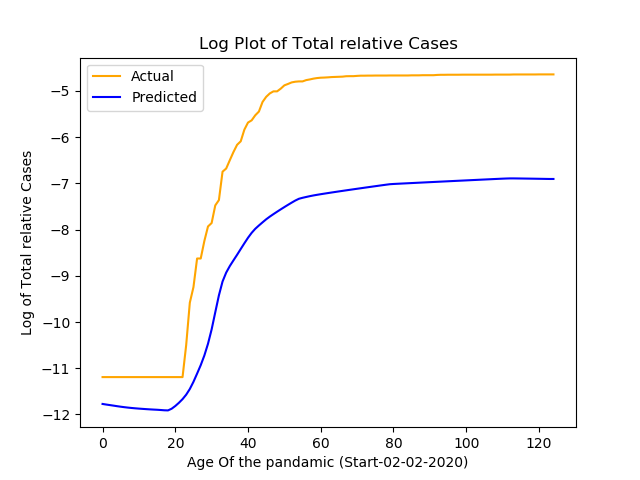 Log Plot of Total relative Cases
Actual
Predicted
Log of Total relative Cases
−5
−6
−7
−8
−9
−10
−11
−12
0 20 40 60 80 100 120
Age Of the pandamic (Start-02-02-2020)